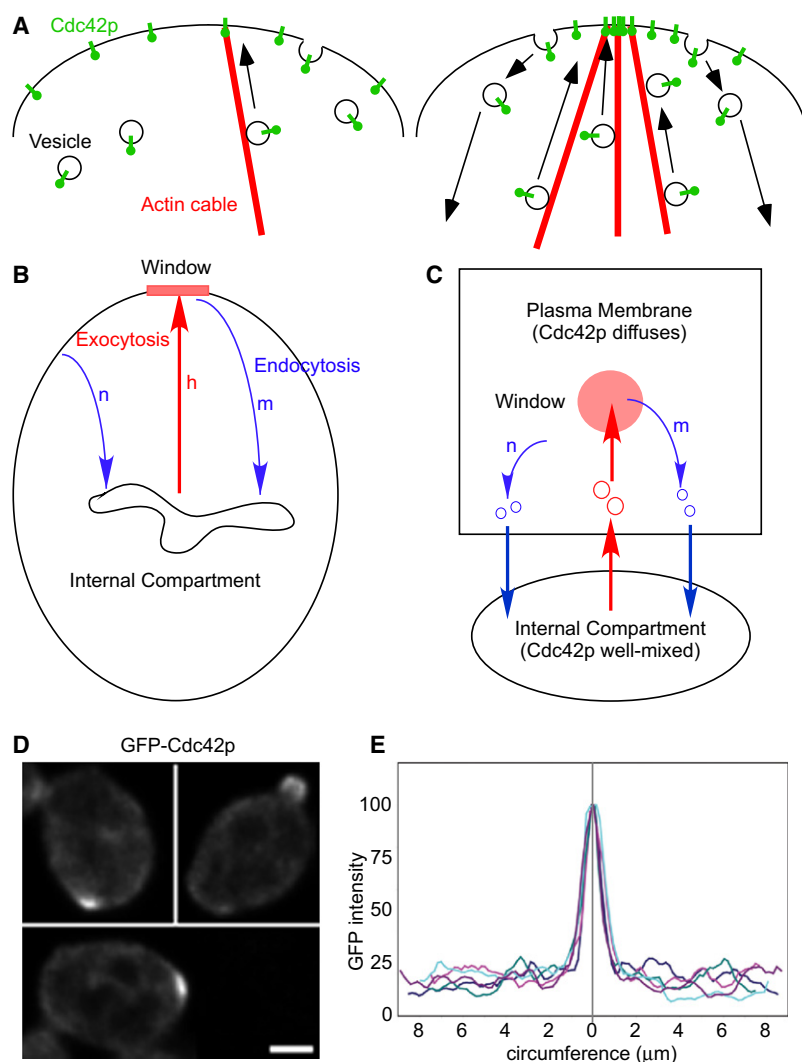 A
Cdc42p
Vesicle
Actin cable
B
Window
Exocytosis
Endocytosis
n
h
m
Internal Compartment
C
Plasma Membrane
(Cdc42p diffuses)
Window
n
m
Internal Compartment
(Cdc42p well-mixed)
D
GFP-Cdc42p
E
GFP intensity
100
75
50
25
0
8 6 4 2 0 2 4 6 8
circumference (μm)